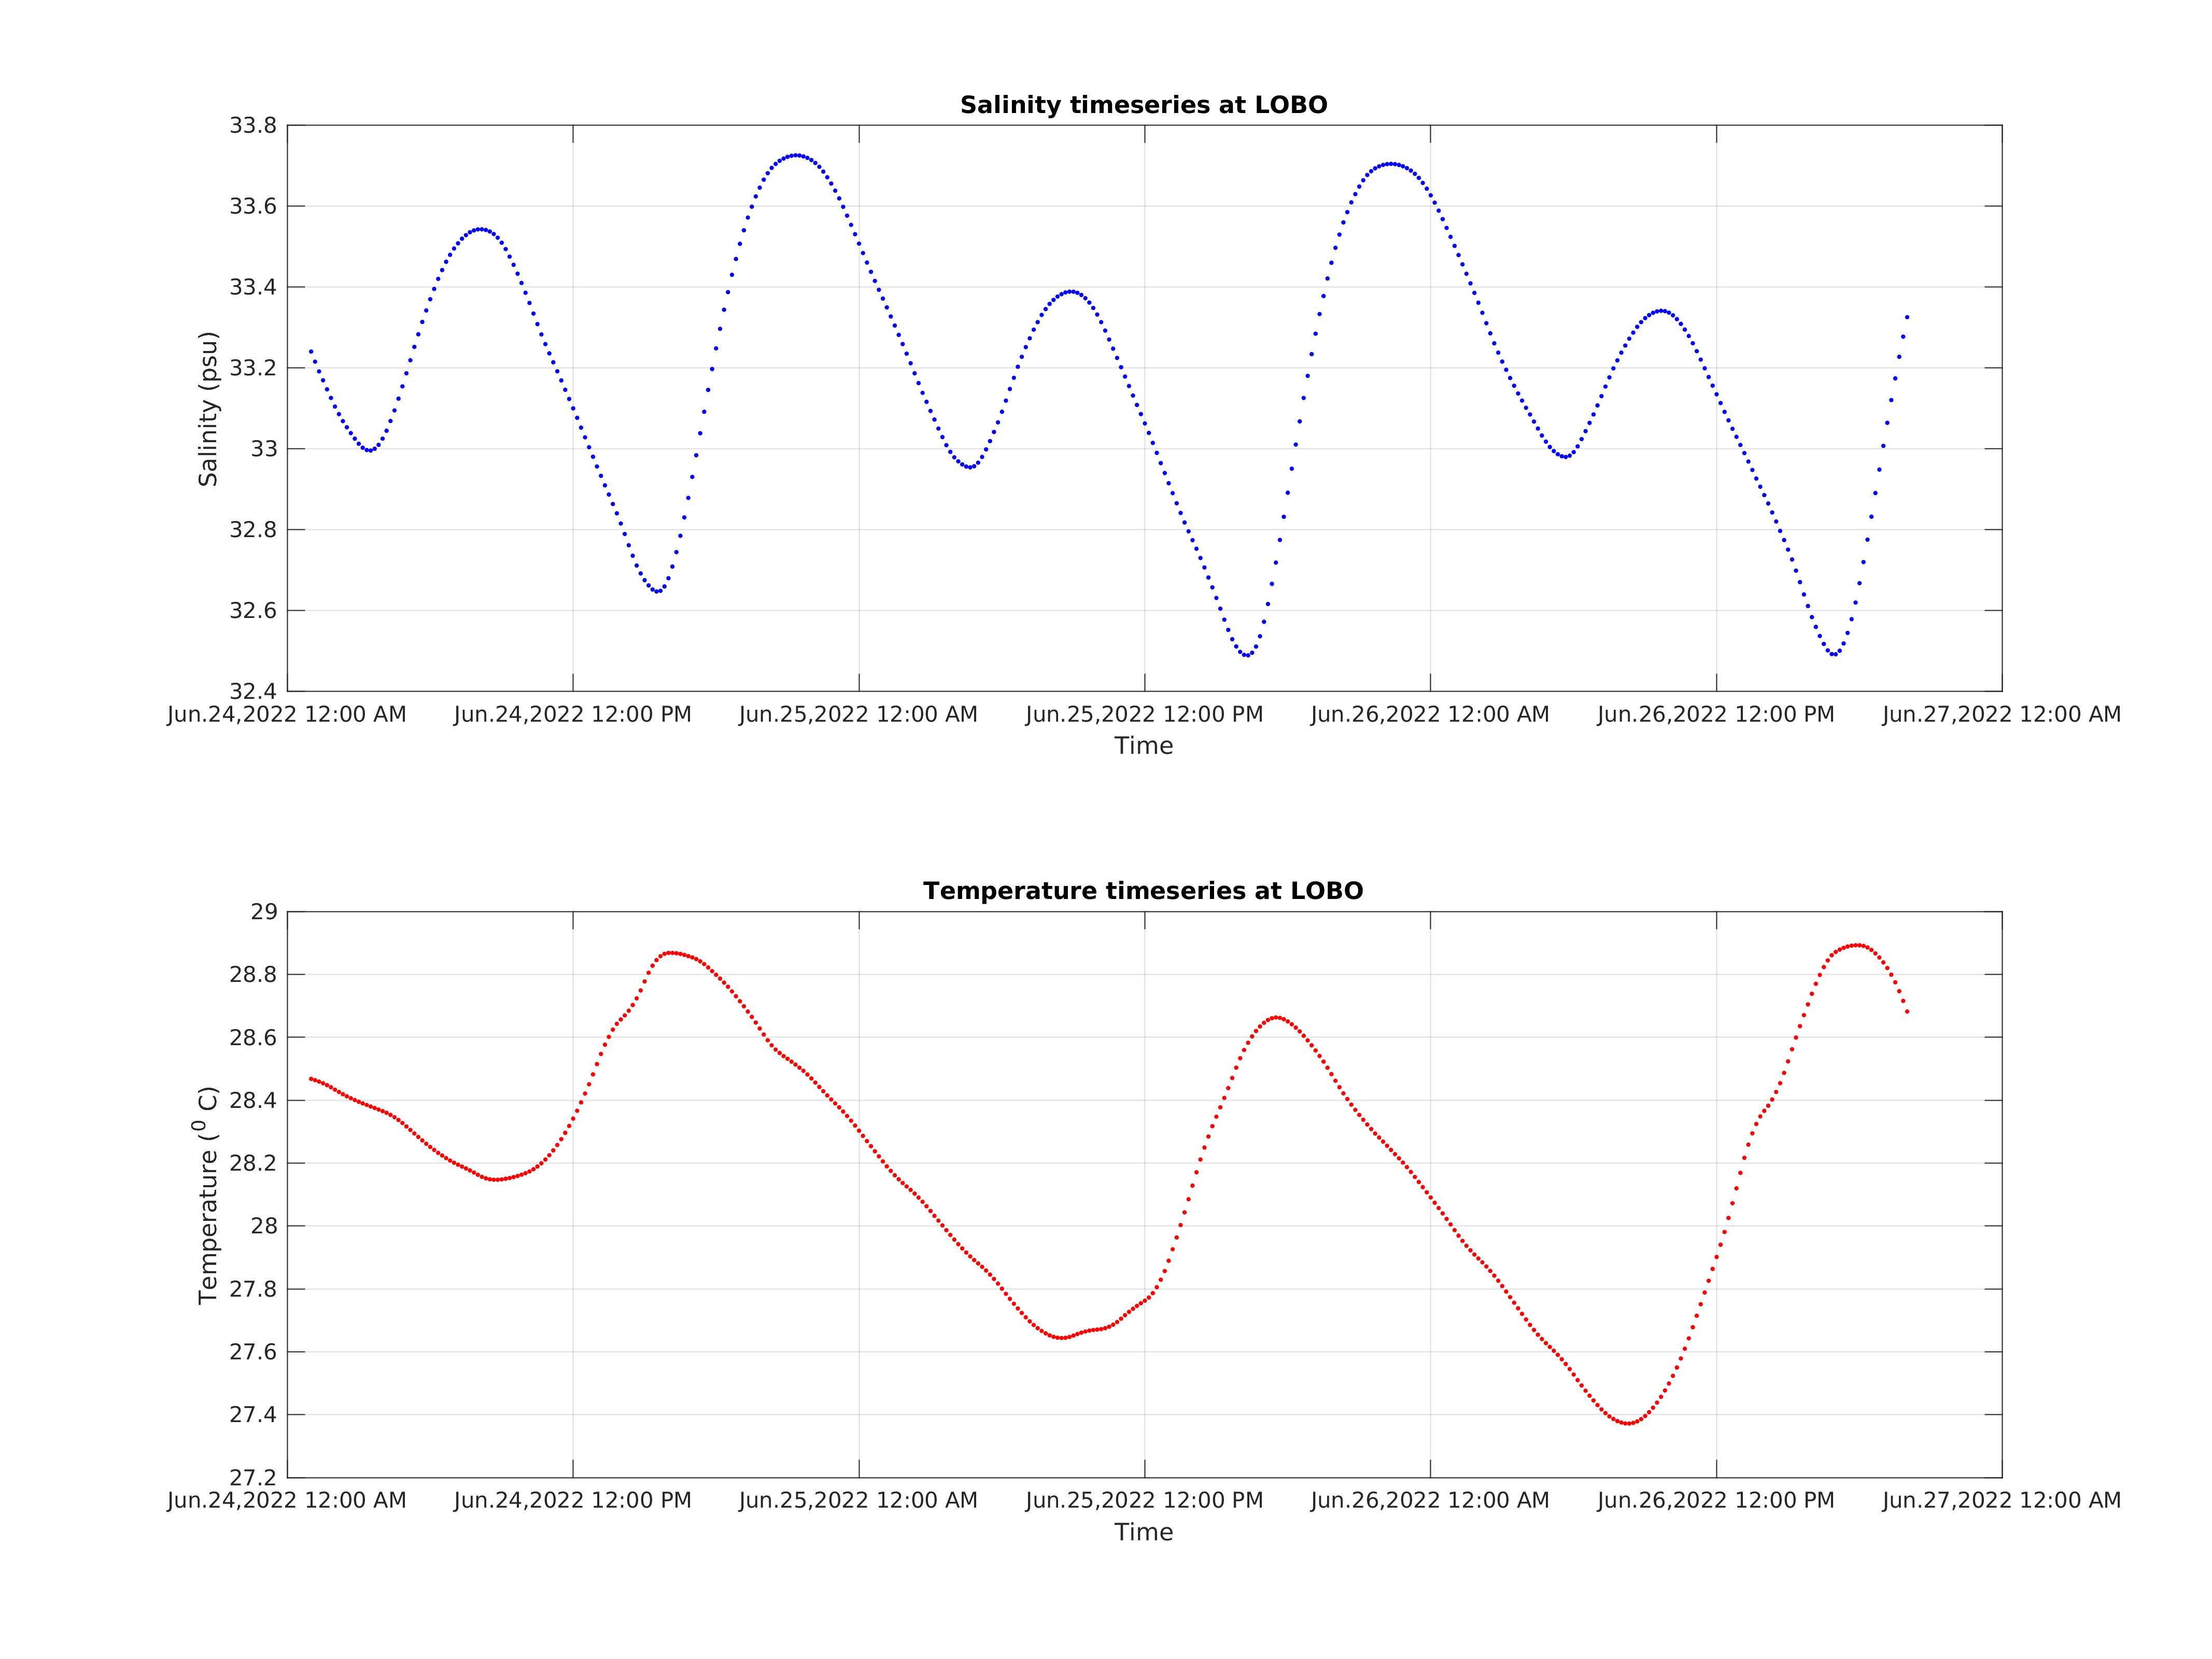 Salinity timeseries at LOBO
33.8
33.6
33.4
33.2
33
32.8
32.6
32.4
Salinity (psu)
Jun.24,2022 12:00 AM Jun.24,2022 12:00 PM Jun.25,2022 12:00 AM Jun.25,2022 12:00 PM Jun.26,2022 12:00 AM Jun.26,2022 12:00 PM Jun.27,2022 12:00 AM
Time
Temperature timeseries at LOBO
29
28.8
28.6
28.4
28.2
28
27.8
27.6
27.4
27.2
Temperature (⁰ C)
Jun.24,2022 12:00 AM Jun.24,2022 12:00 PM Jun.25,2022 12:00 AM Jun.25,2022 12:00 PM Jun.26,2022 12:00 AM Jun.26,2022 12:00 PM Jun.27,2022 12:00 AM
Time